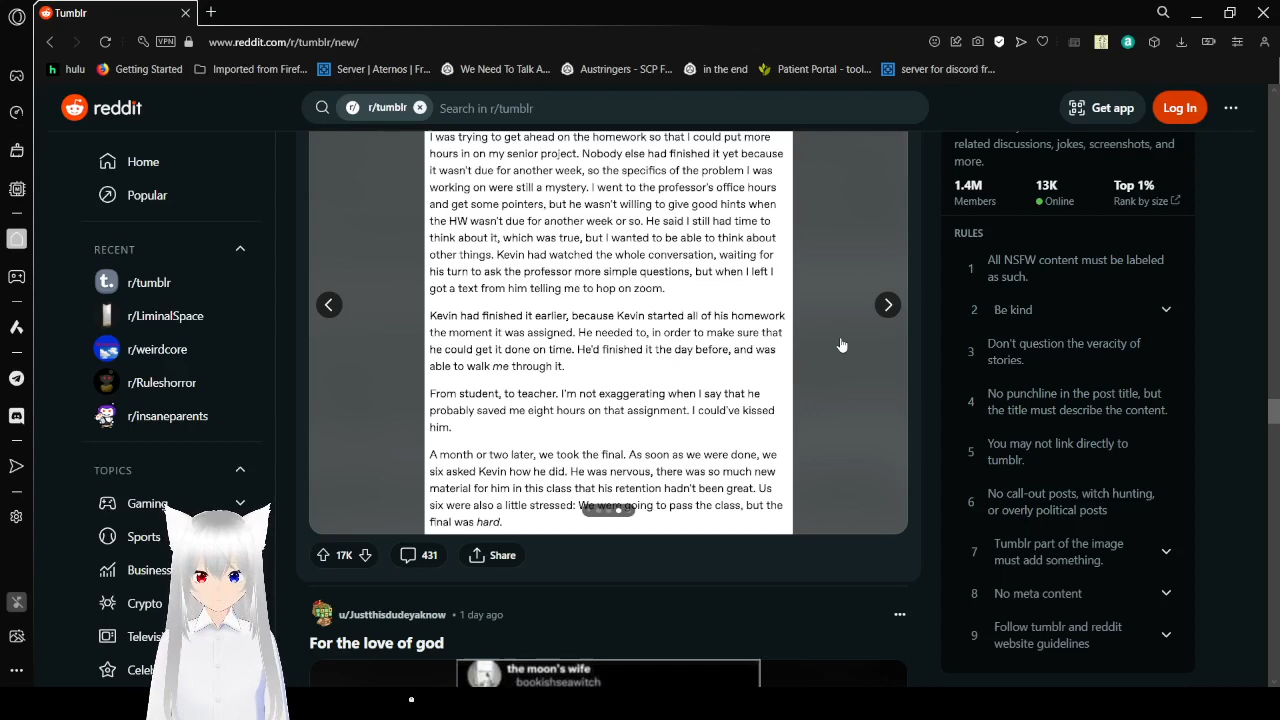 Tumblr
VPN
www.reddit.com/r/tumblr/new/
hulu
Getting Started
Imported from Firef...
Server | Aternos | Fr...
We Need To Talk A...
Austringers - SCP F...
in the end
Patient Portal - tool...
server for discord fr...
reddit
r/tumblr
Search in r/tumblr
Get app
Log In
Home
Popular
RECENT
r/tumblr
r/LiminalSpace
r/weirdcore
r/Ruleshorror
r/insaneparents
TOPICS
Gaming
Sports
Business
Crypto
I was trying to get ahead on the homework so that I could put more
hours in on my senior project. Nobody else had finished it yet because
it wasn't due for another week, so the specifics of the problem I was
working on were still a mystery. I went to the professor's office hours
and get some pointers, but he wasn't willing to give good hints when
the HW wasn't due for another week or so. He said I still had time to
think about it, which was true, but I wanted to be able to think about
other things. Kevin had watched the whole conversation, waiting for
his turn to ask the professor more simple questions, but when I left I
got a text from him telling me to hop on zoom.
Kevin had finished it earlier, because Kevin started all of his homework
the moment it was assigned. He needed to, in order to make sure that
he could get it done on time. He'd finished it the day before, and was
able to walk me through it.
From student, to teacher. I'm not exaggerating when I say that he
probably saved me eight hours on that assignment. I could've kissed
him.
A month or two later, we took the final. As soon as we were done, we
six asked Kevin how he did. He was nervous, there was so much new
material for him in this class that his retention hadn't been great. Us
six were also a little stressed: We were going to pass the class, but the
final was hard.
17K
431
Share
u/Justthisdudeyaknow • 1 day ago
For the love of god
the moon's wife
bookishseawitch
related discussions, jokes, screenshots, and
more.
1.4M
Members
13K
Online
Top 1%
Rank by size
RULES
1 All NSFW content must be labeled
as such.
2 Be kind
3 Don't question the veracity of
stories.
4 No punchline in the post title, but
the title must describe the content.
5 You may not link directly to
tumblr.
6 No call-out posts, witch hunting,
or overly political posts
7 Tumblr part of the image
must add something.
8 No meta content
9 Follow tumblr and reddit
website guidelines